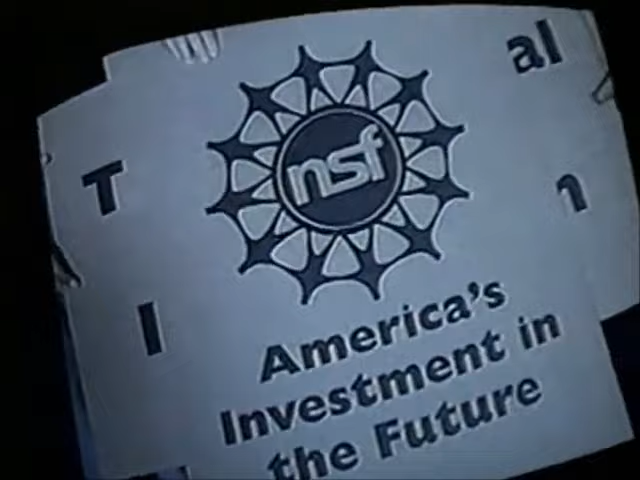 al
T
nsf
n
I
America's
Investment in
the Future